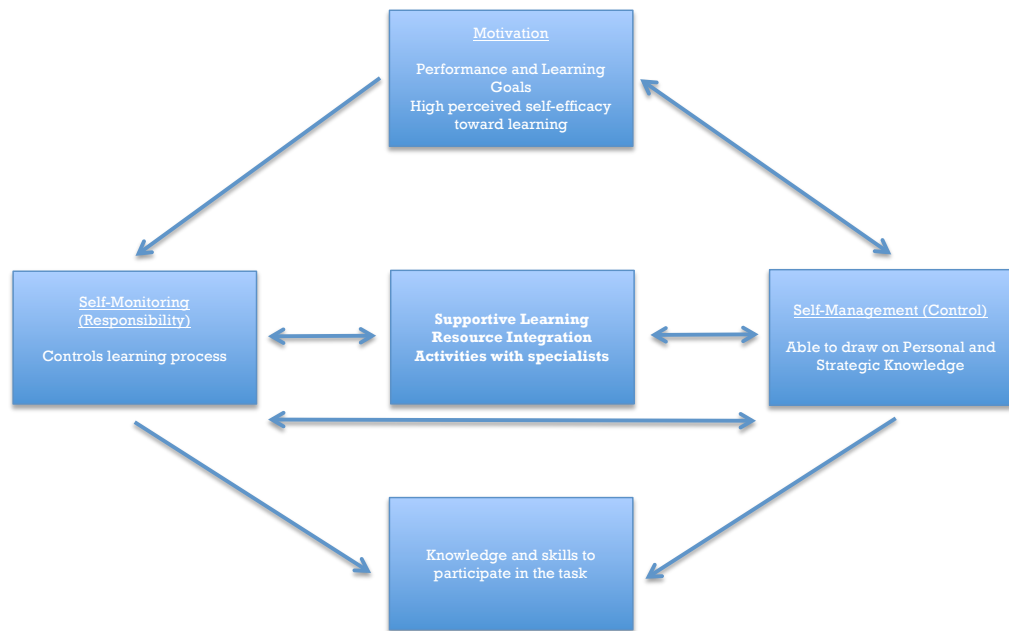 Motivation
Performance and Learning
Goals
High perceived self-efficacy
toward learning
Self-Monitoring
(Responsibility)
Controls learning process
Supportive Learning
Resource Integration
Activities with specialists
Self-Management (Control)
Able to draw on Personal and
Strategic Knowledge
Knowledge and skills to
participate in the task